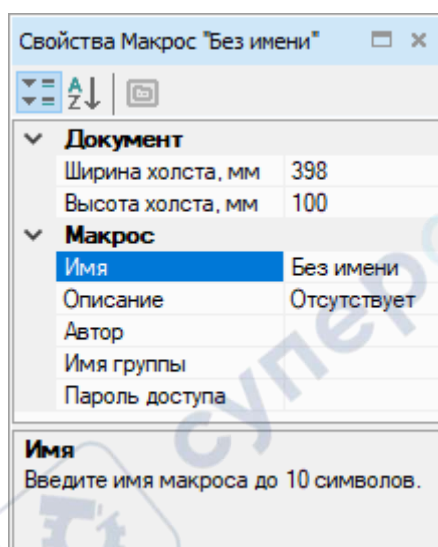 Свойства Макрос "Без имени"
Документ
Ширина холста, мм 398
Высота холста, мм 100
Макрос
Имя Без имени
Описание Отсутствует
Автор
Имя группы
Пароль доступа
Имя
Введите имя макроса до 10 символов.
супер